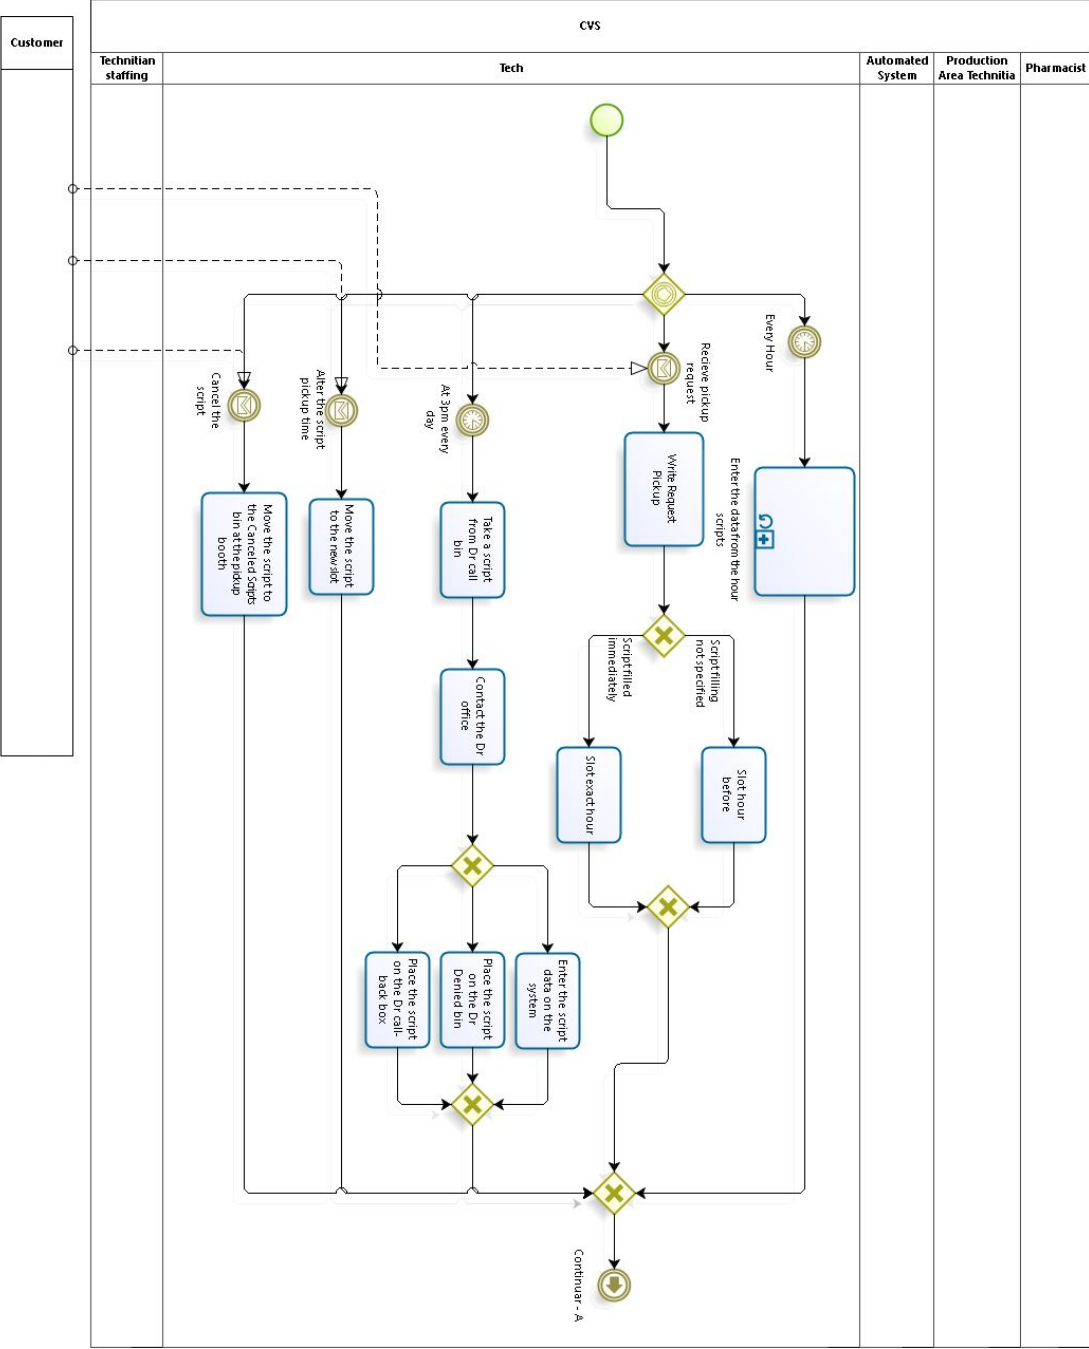 CVS
Customer
Technitian
staffing
Tech
Automated
System
Production
Area Technitia
Pharmacist
Every Hour
Recieve pickup
request
At 3pm every
day
Alter the script
pickup time
Cancel the
script
Enter the data from the hour
scripts
Write Request
Pickup
Take a script
from Dr call
bin
Move the script
to the new slot
Move the script to
the Canceled Scripts
bin at the pickup
booth
Script filling
not specified
Script filled
immediately
Contact the Dr
office
Slot hour
before
Slot exact hour
Enter the script
data on the
system
Place the script
on the Dr
Denied bin
Place the script
on the Dr call-
back box
Continuar - A